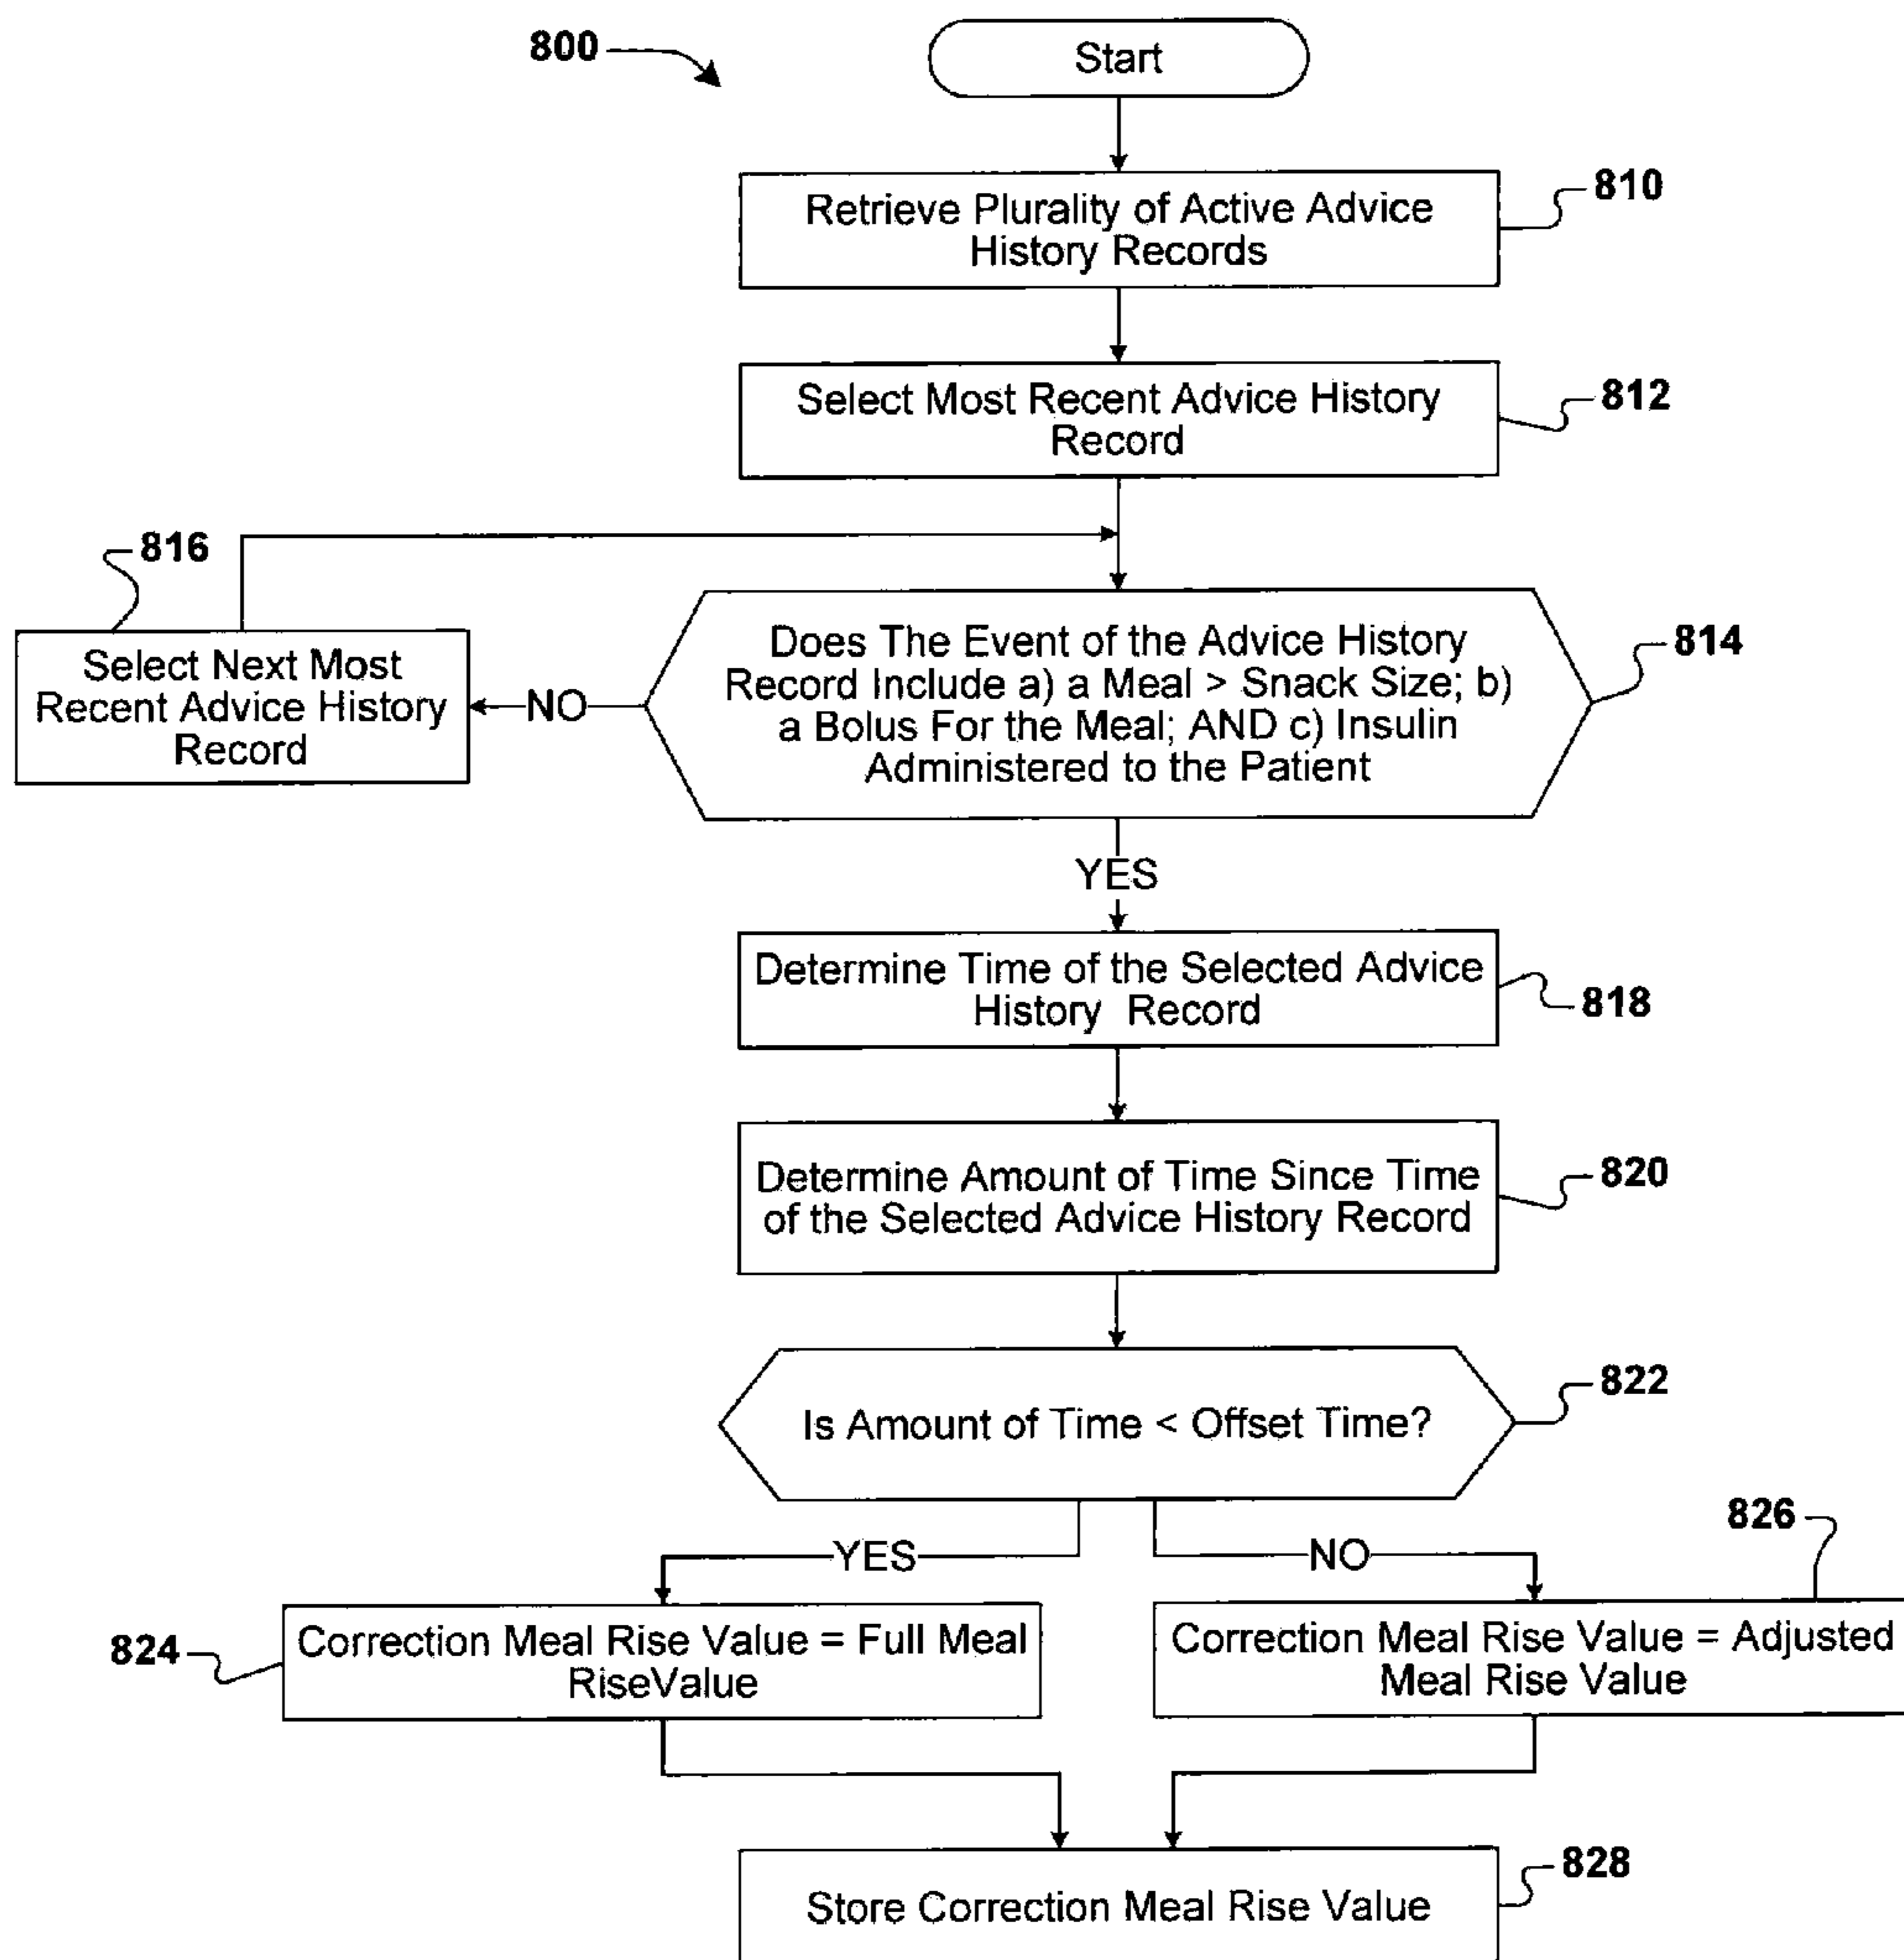 800
Start
Retrieve Plurality of Active Advice
History Records
810
Select Most Recent Advice History
Record
812
816
Select Next Most
Recent Advice History
Record
NO
Does The Event of the Advice History
Record Include a) a Meal > Snack Size; b)
a Bolus For the Meal; AND c) Insulin
Administered to the Patient
814
YES
Determine Time of the Selected Advice
History Record
818
Determine Amount of Time Since Time
of the Selected Advice History Record
820
Is Amount of Time < Offset Time?
822
YES
NO
826
824
Correction Meal Rise Value = Full Meal
RiseValue
Correction Meal Rise Value = Adjusted
Meal Rise Value
Store Correction Meal Rise Value
828